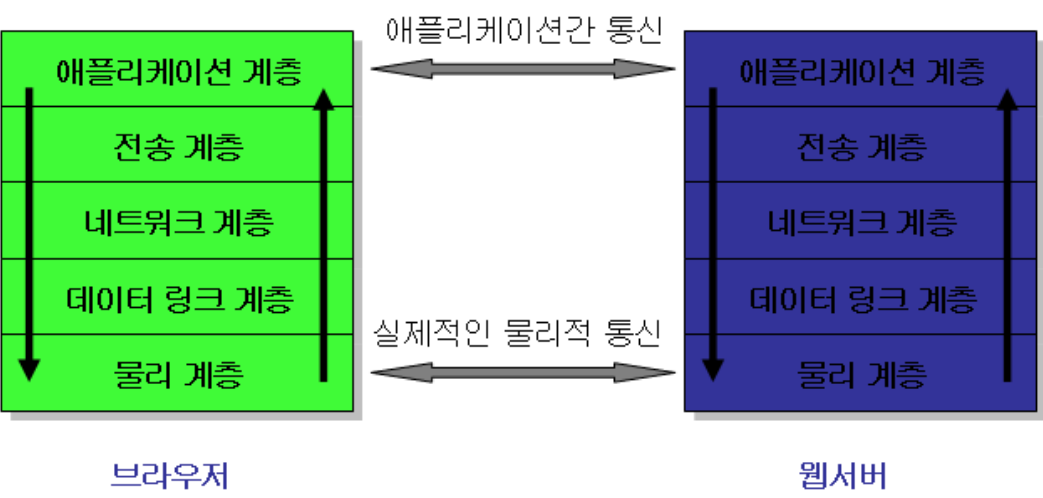 애플리케이션간 통신
애플리케이션 계층
애플리케이션 계층
전송 계층
전송 계층
네트워크 계층
네트워크 계층
데이터 링크 계층
데이터 링크 계층
실제적인 물리적 통신
물리 계층
물리 계층
브라우저
웹서버